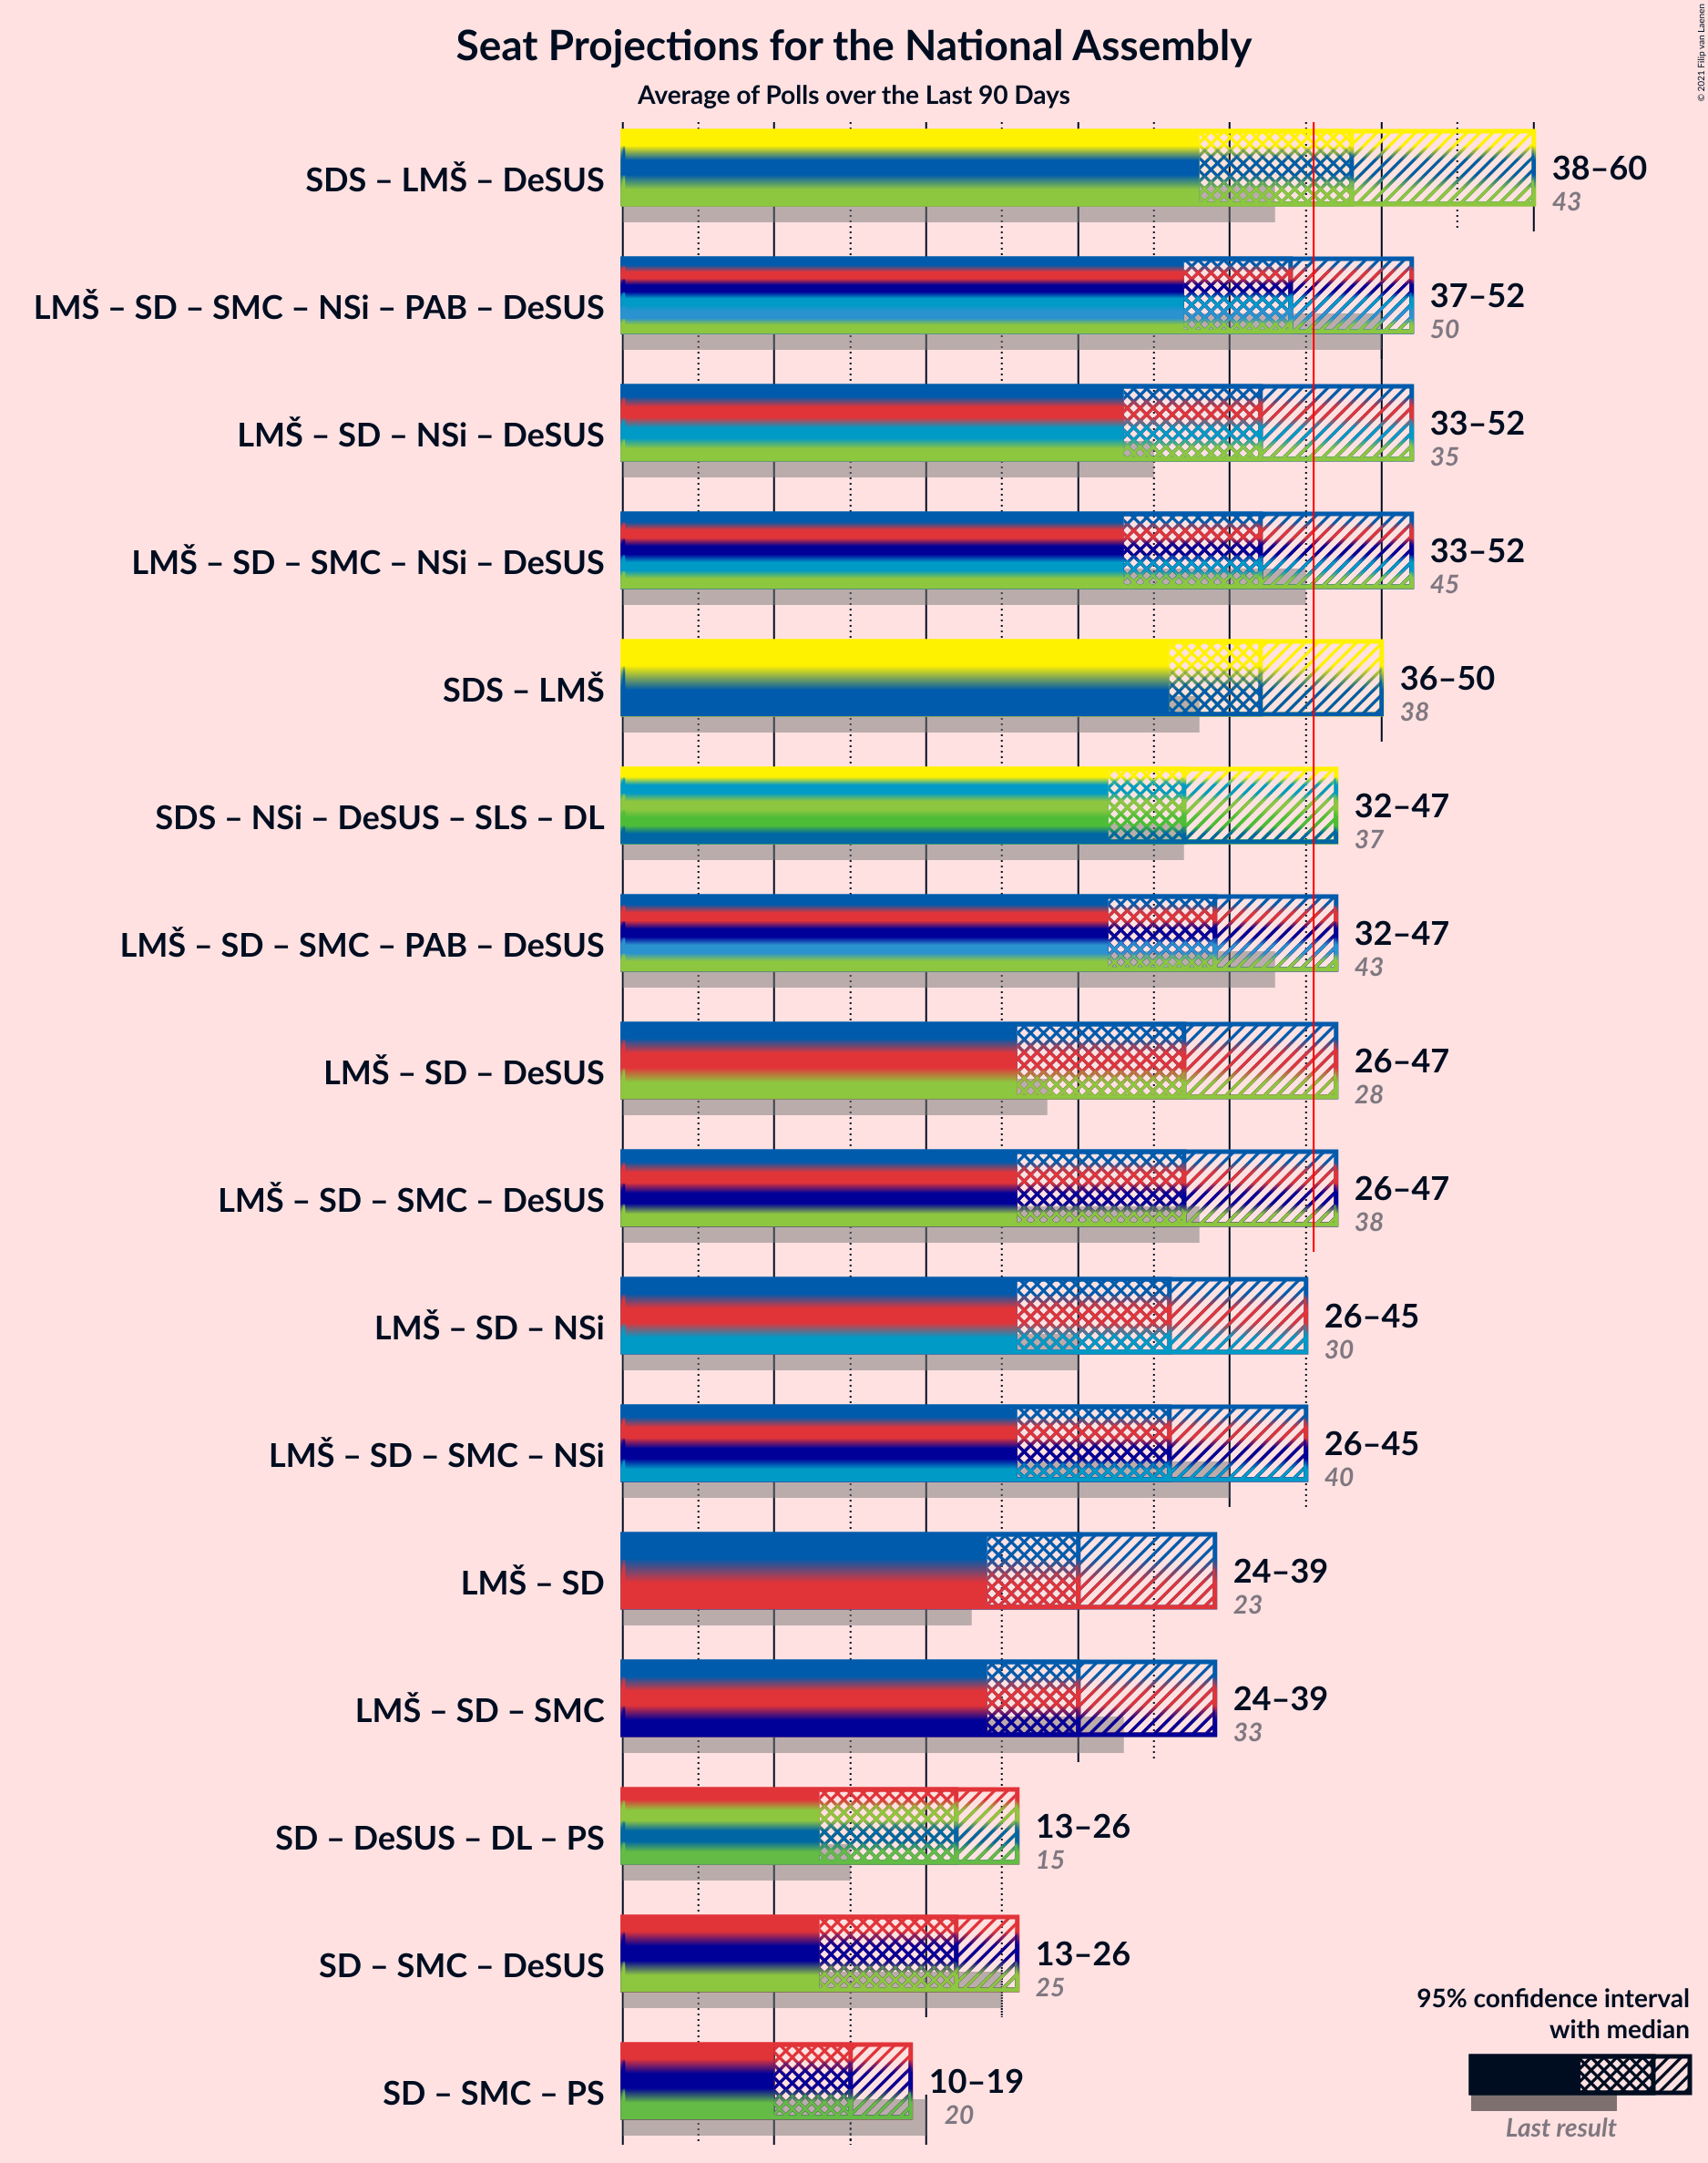 Seat Projections for the National Assembly
Average of Polls over the Last 90 Days
© 2021 Filip van Laenen
SDS – LMŠ – DeSUS
38–60
43
LMŠ – SD – SMC – NSi – PAB – DeSUS
37–52
50
LMŠ – SD – NSi – DeSUS
33–52
35
LMŠ – SD – SMC – NSi – DeSUS
33–52
45
SDS – LMŠ
36–50
38
SDS – NSi – DeSUS – SLS – DL
32–47
37
LMŠ – SD – SMC – PAB – DeSUS
32–47
43
LMŠ – SD – DeSUS
26–47
28
LMŠ – SD – SMC – DeSUS
26–47
38
LMŠ – SD – NSi
26–45
30
LMŠ – SD – SMC – NSi
26–45
40
LMŠ – SD
24–39
23
LMŠ – SD – SMC
24–39
33
SD – DeSUS – DL – PS
13–26
15
SD – SMC – DeSUS
13–26
25
SD – SMC – PS
10–19
20
95% confidence interval
with median
Last result